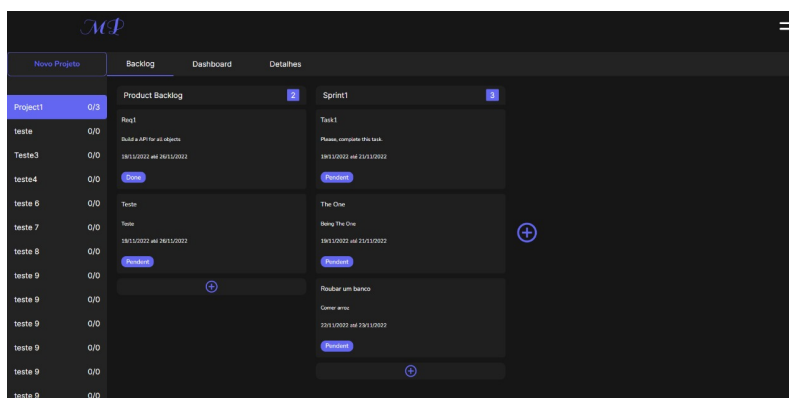 MP
Novo Projeto
Backlog
Dashboard
Detalhes
Project1 0/3
teste 0/0
Teste3 0/0
teste4 0/0
teste 6 0/0
teste 7 0/0
teste 8 0/0
teste 9 0/0
teste 9 0/0
teste 9 0/0
teste 9 0/0
teste 9 0/0
teste 9 0/0
Product Backlog 2
Req1
Build a API for all objects
19/11/2022 até 26/11/2022
Done
Teste
Teste
19/11/2022 até 26/11/2022
Pendent
Sprint1 3
Task1
Please, complete this task.
19/11/2022 até 21/11/2022
Pendent
The One
Being The One
19/11/2022 até 21/11/2022
Pendent
Roubar um banco
Comer arroz
22/11/2022 até 23/11/2022
Pendent